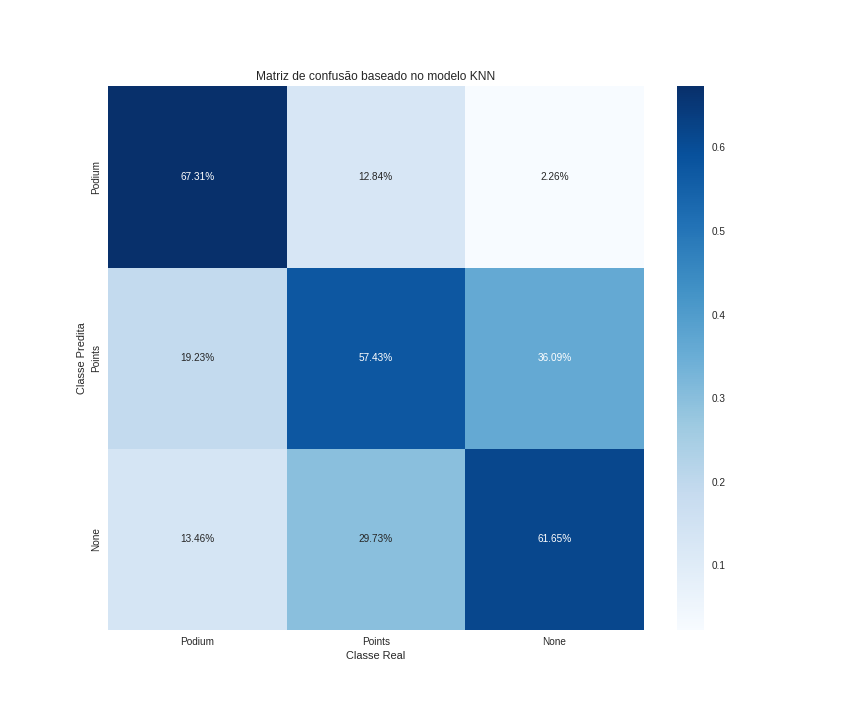 Matriz de confusão baseado no modelo KNN
Classe Predita
Podium
67.31%
12.84%
2.26%
Points
19.23%
57.43%
36.09%
None
13.46%
29.73%
61.65%
Podium
Points
None
Classe Real
0.6
0.5
0.4
0.3
0.2
0.1